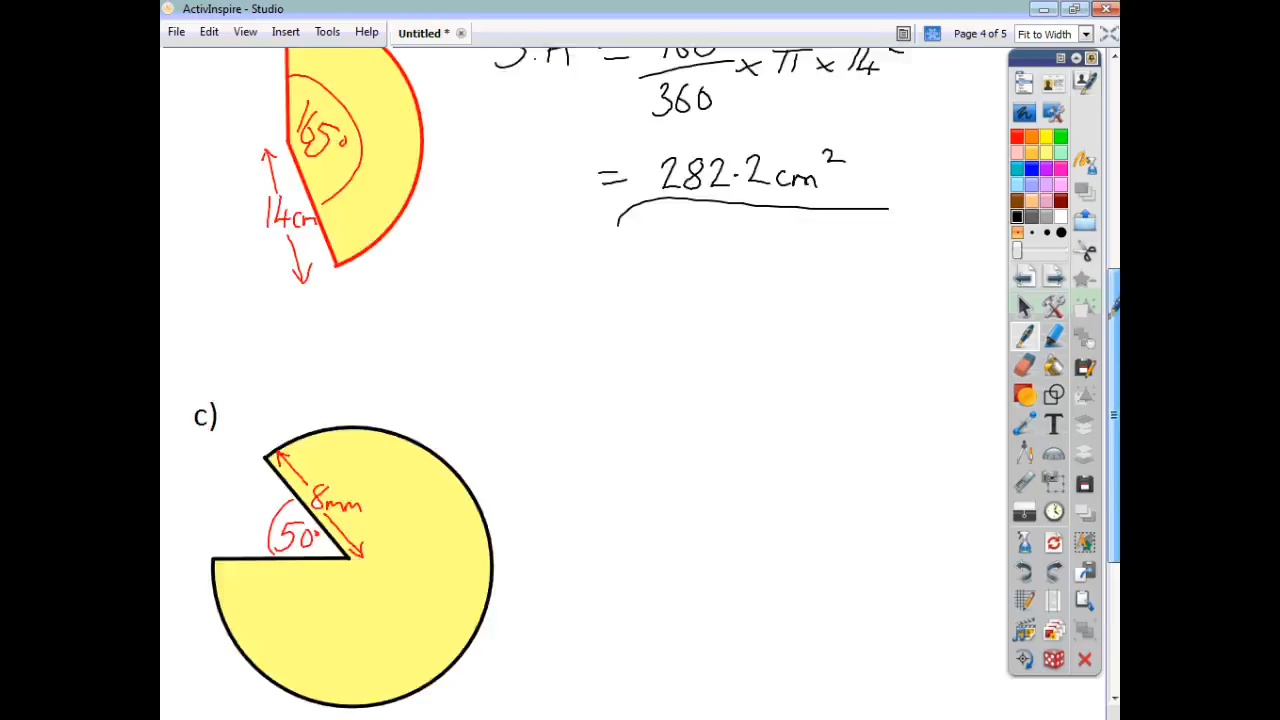 ActivInspire - Studio
File Edit View Insert Tools Help Untitled * Page 4 of 5 Fit to Width
S.A = 
360 × π × 14²
165°
= 282.2 cm²
14cm
c)
8mm
50°